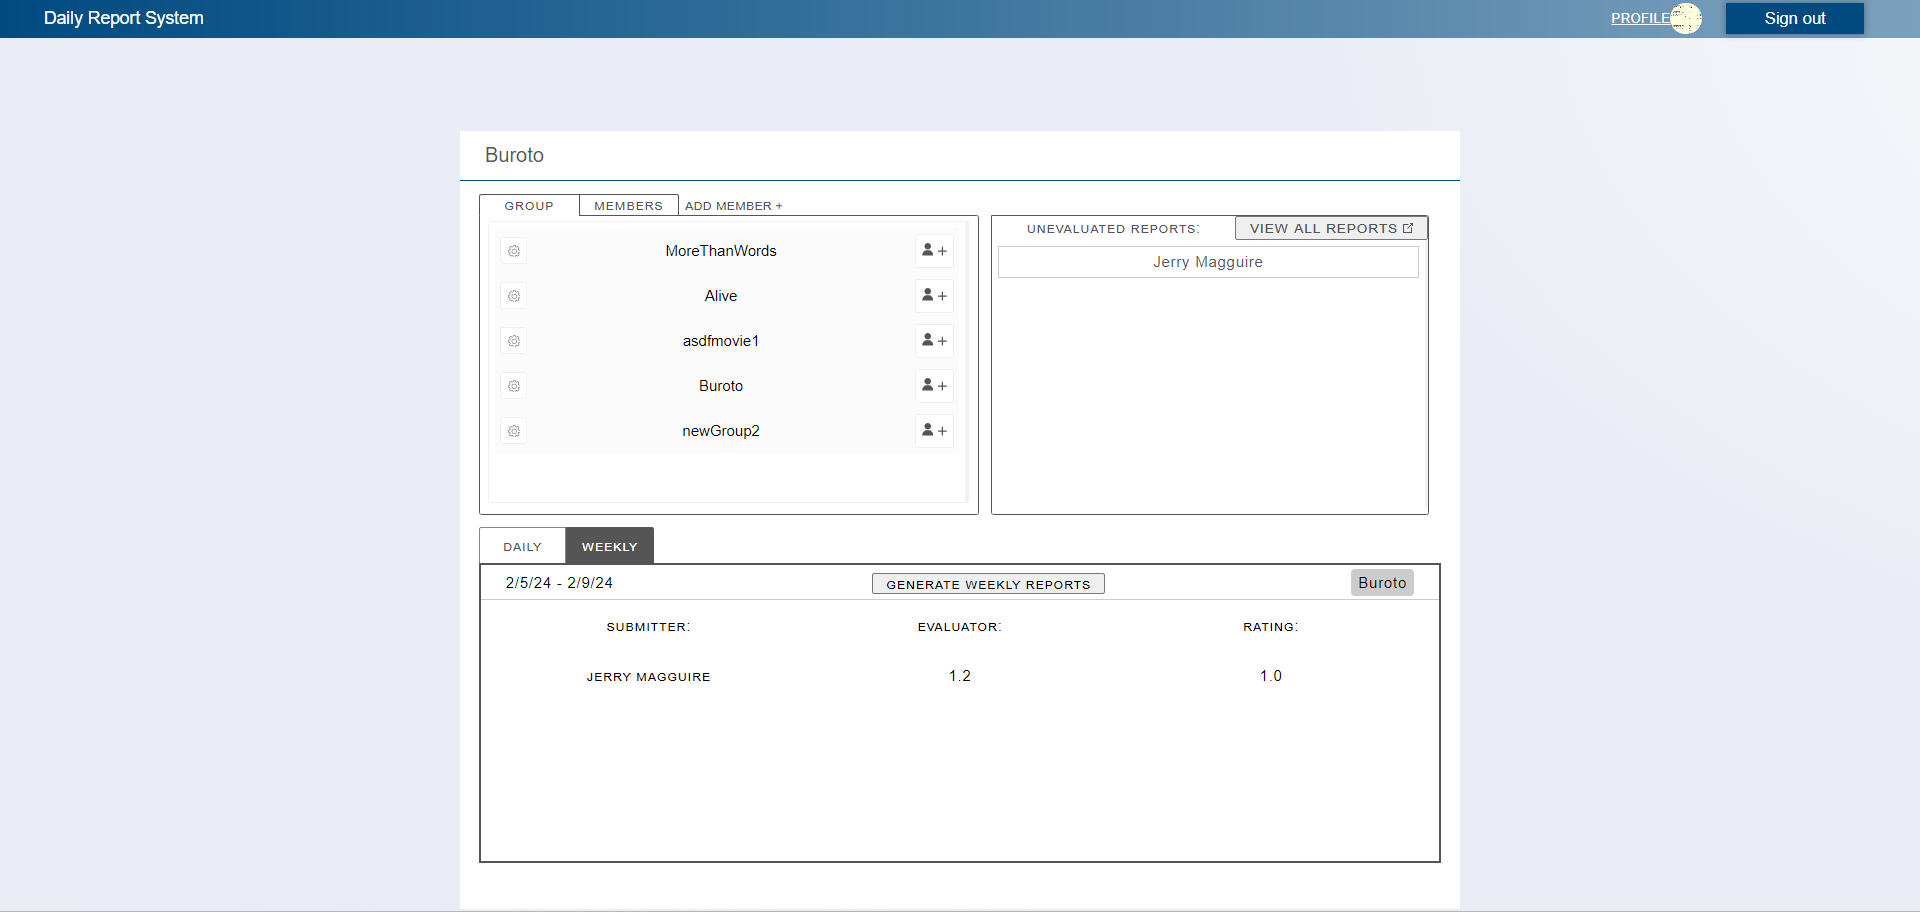 Daily Report System
PROFILE
Sign out
Buroto
GROUP
MEMBERS
ADD MEMBER +
MoreThanWords
Alive
asdfmovie1
Buroto
newGroup2
UNEVALUATED REPORTS:
VIEW ALL REPORTS
Jerry Magguire
DAILY
WEEKLY
2/5/24 - 2/9/24
GENERATE WEEKLY REPORTS
Buroto
SUBMITTER:
EVALUATOR:
RATING:
JERRY MAGGUIRE
1.2
1.0